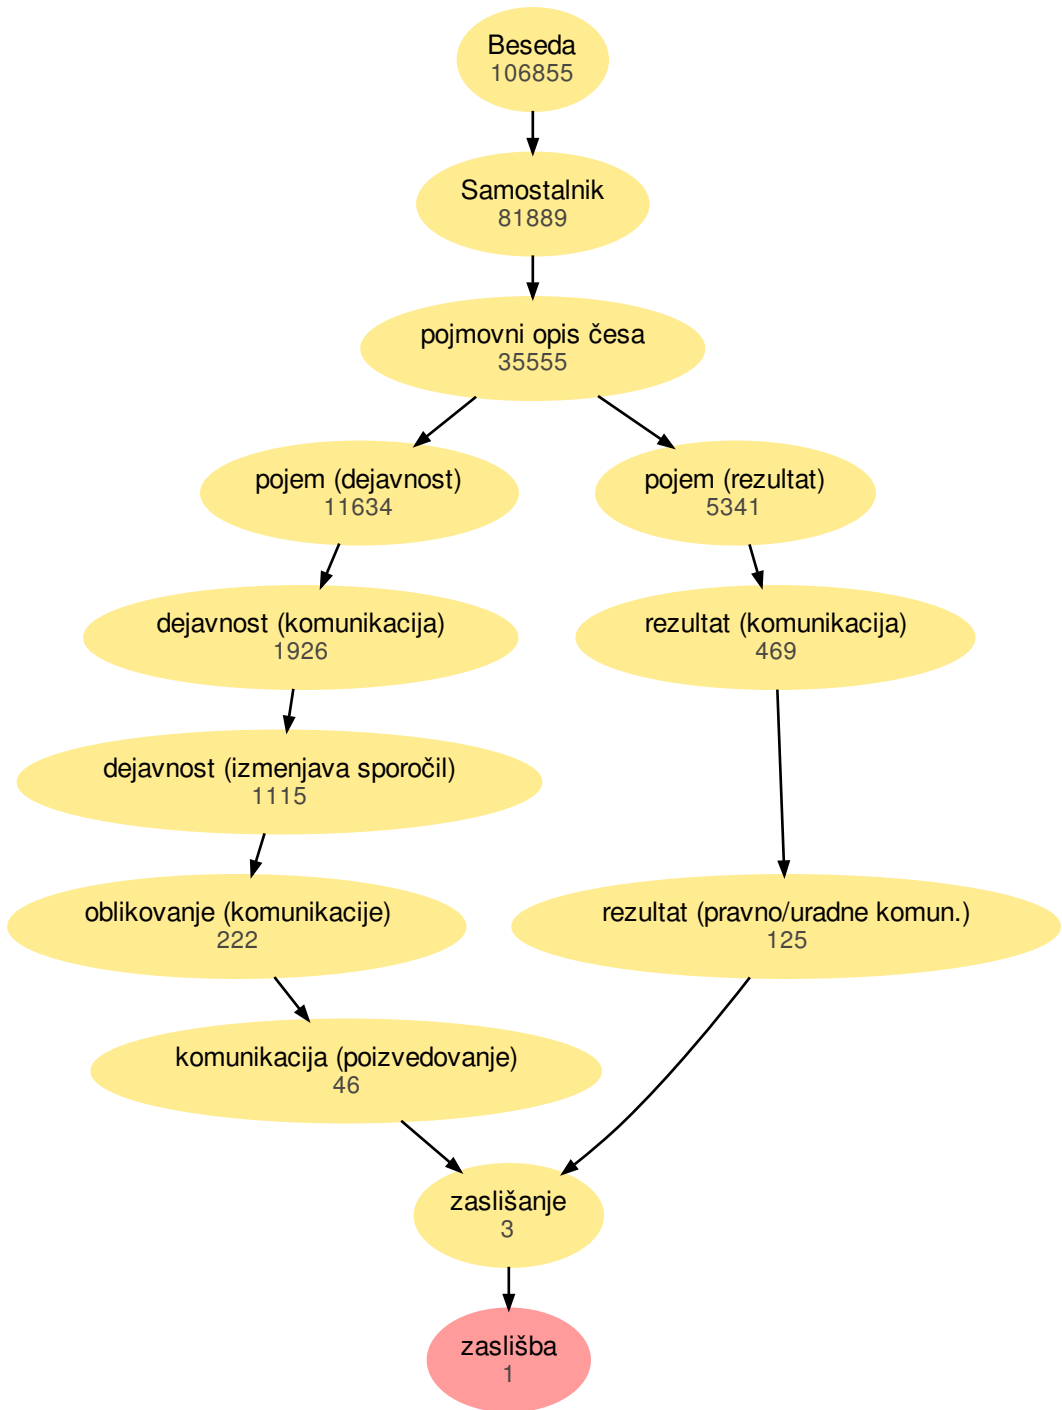 Beseda
106855
Samostalnik
81889
pojmovni opis česa
35555
pojem (dejavnost)
11634
pojem (rezultat)
5341
dejavnost (komunikacija)
1926
rezultat (komunikacija)
469
dejavnost (izmenjava sporočil)
1115
oblikovanje (komunikacije)
222
rezultat (pravno/uradne komun.)
125
komunikacija (poizvedovanje)
46
zaslišanje
3
zaslišba
1